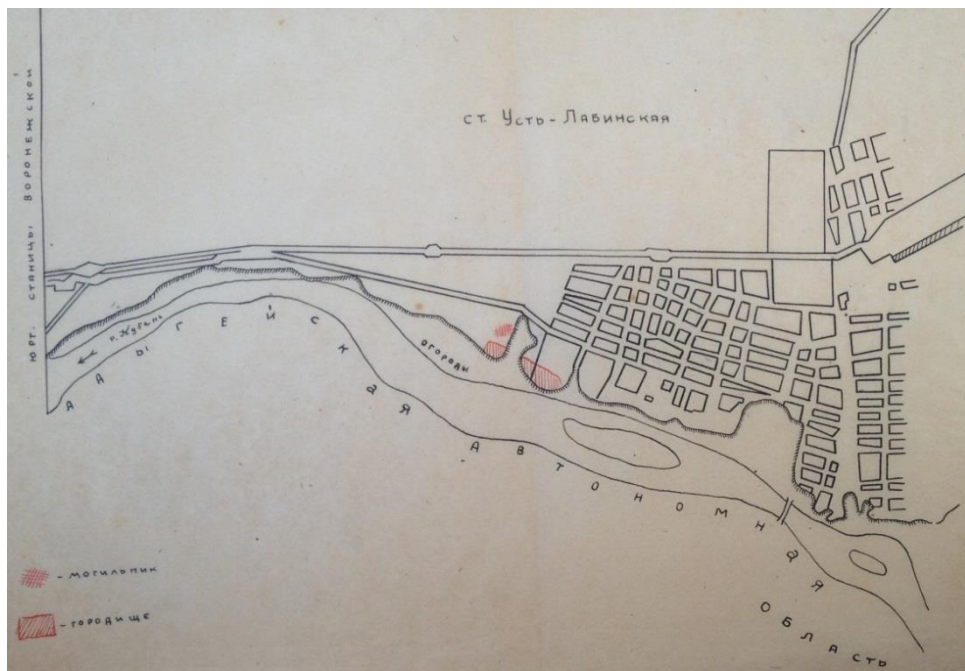 ст. Усть-Лабинская
Юрт. станицы Воронежской
р. Кубань
огороды
Адыгейская Автономная
область
- могильник
- городище